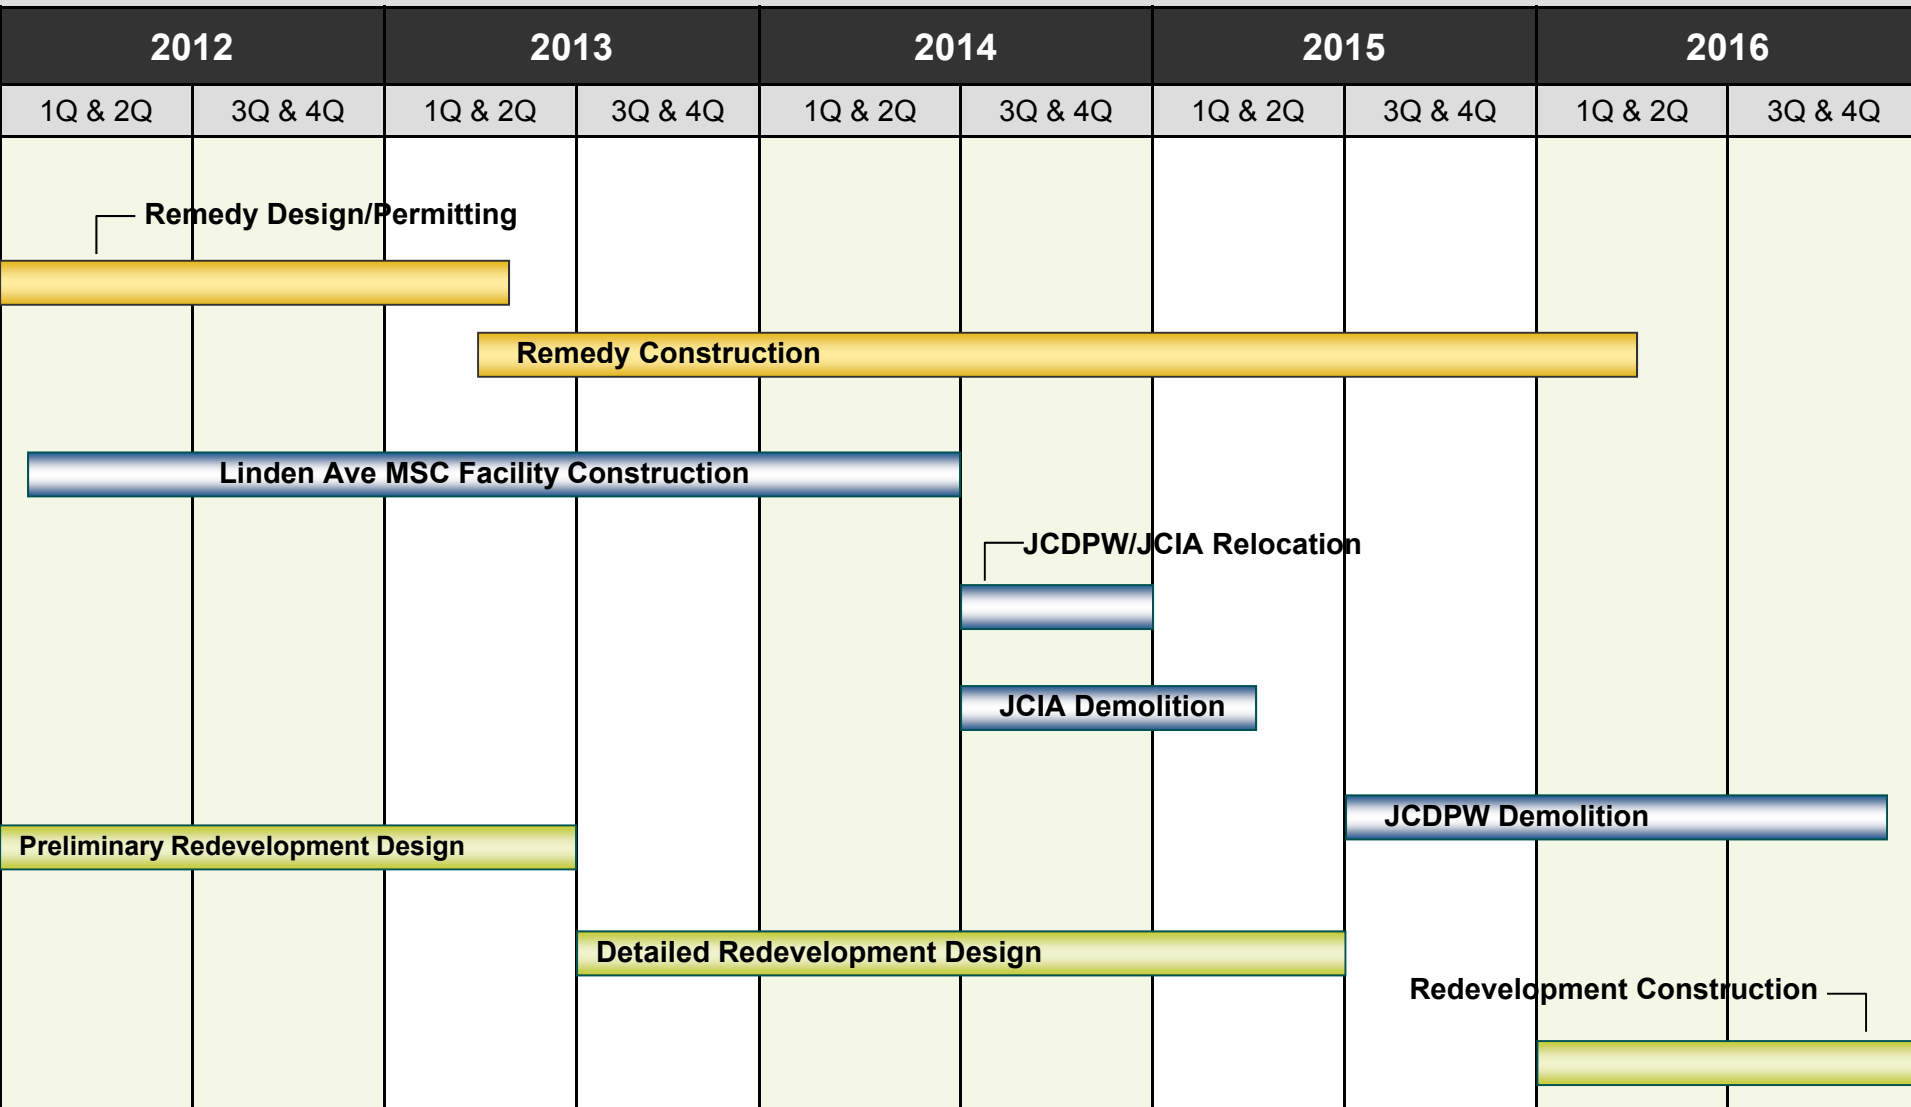 2012 2013 2014 2015 2016
1Q & 2Q 3Q & 4Q 1Q & 2Q 3Q & 4Q 1Q & 2Q 3Q & 4Q 1Q & 2Q 3Q & 4Q 1Q & 2Q 3Q & 4Q
Remedy Design/Permitting
Remedy Construction
Linden Ave MSC Facility Construction
JCDPW/JCIA Relocation
JCIA Demolition
JCDPW Demolition
Preliminary Redevelopment Design
Detailed Redevelopment Design
Redevelopment Construction